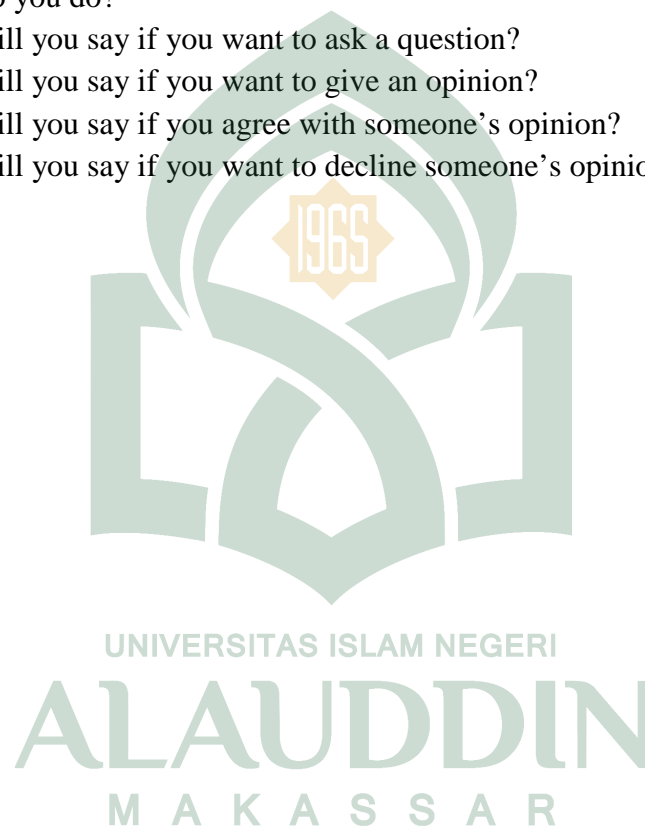 you do?
ill you say if you want to ask a question?
ill you say if you want to give an opinion?
ill you say if you agree with someone's opinion?
ill you say if you want to decline someone's opinio
1965
UNIVERSITAS ISLAM NEGERI
ALAUDDIN
MAKASSAR